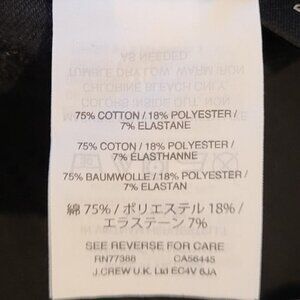 75% COTTON / 18% POLYESTER /
7% ELASTANE
75% COTON / 18% POLYESTER /
7% ELASTHANNE
75% BAUMWOLLE / 18% POLYESTER /
7% ELASTAN
綿 75% / ポリエステル 18% /
エラステーン 7%
SEE REVERSE FOR CARE
RN77388 CA56445
J.CREW U.K. Ltd EC4V 6JA